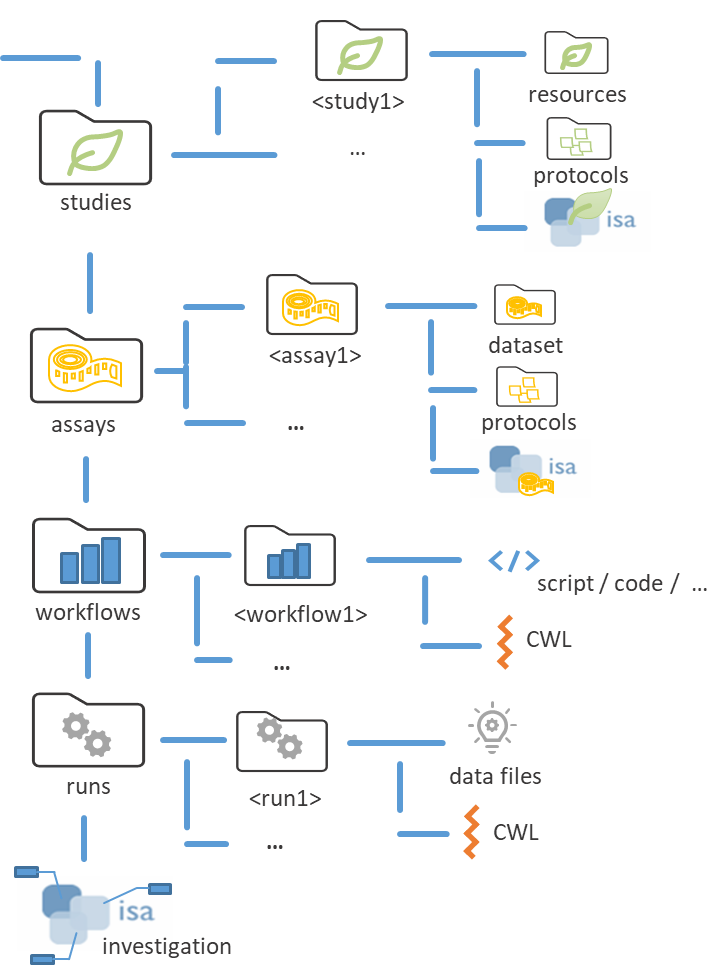 <study1>
resources
...
protocols
studies
isa
<assay1>
dataset
assays
...
protocols
isa
</>
script / code / ...
workflows
<workflow1>
CWL
...
data files
runs
<run1>
CWL
...
isa
investigation